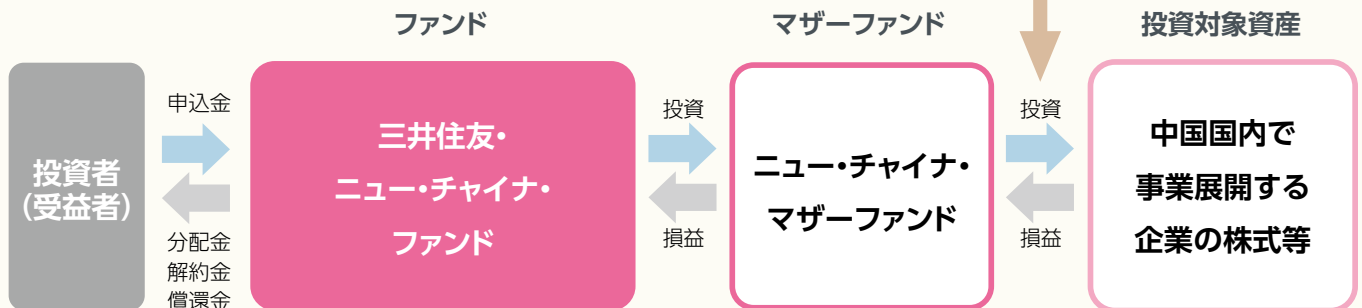 ファンド
マザーファンド
投資対象資産
投資者
(受益者)
申込金
分配金
解約金
償還金
三井住友・
ニュー・チャイナ・
ファンド
投資
損益
ニュー・チャイナ・
マザーファンド
投資
損益
中国国内で
事業展開する
企業の株式等